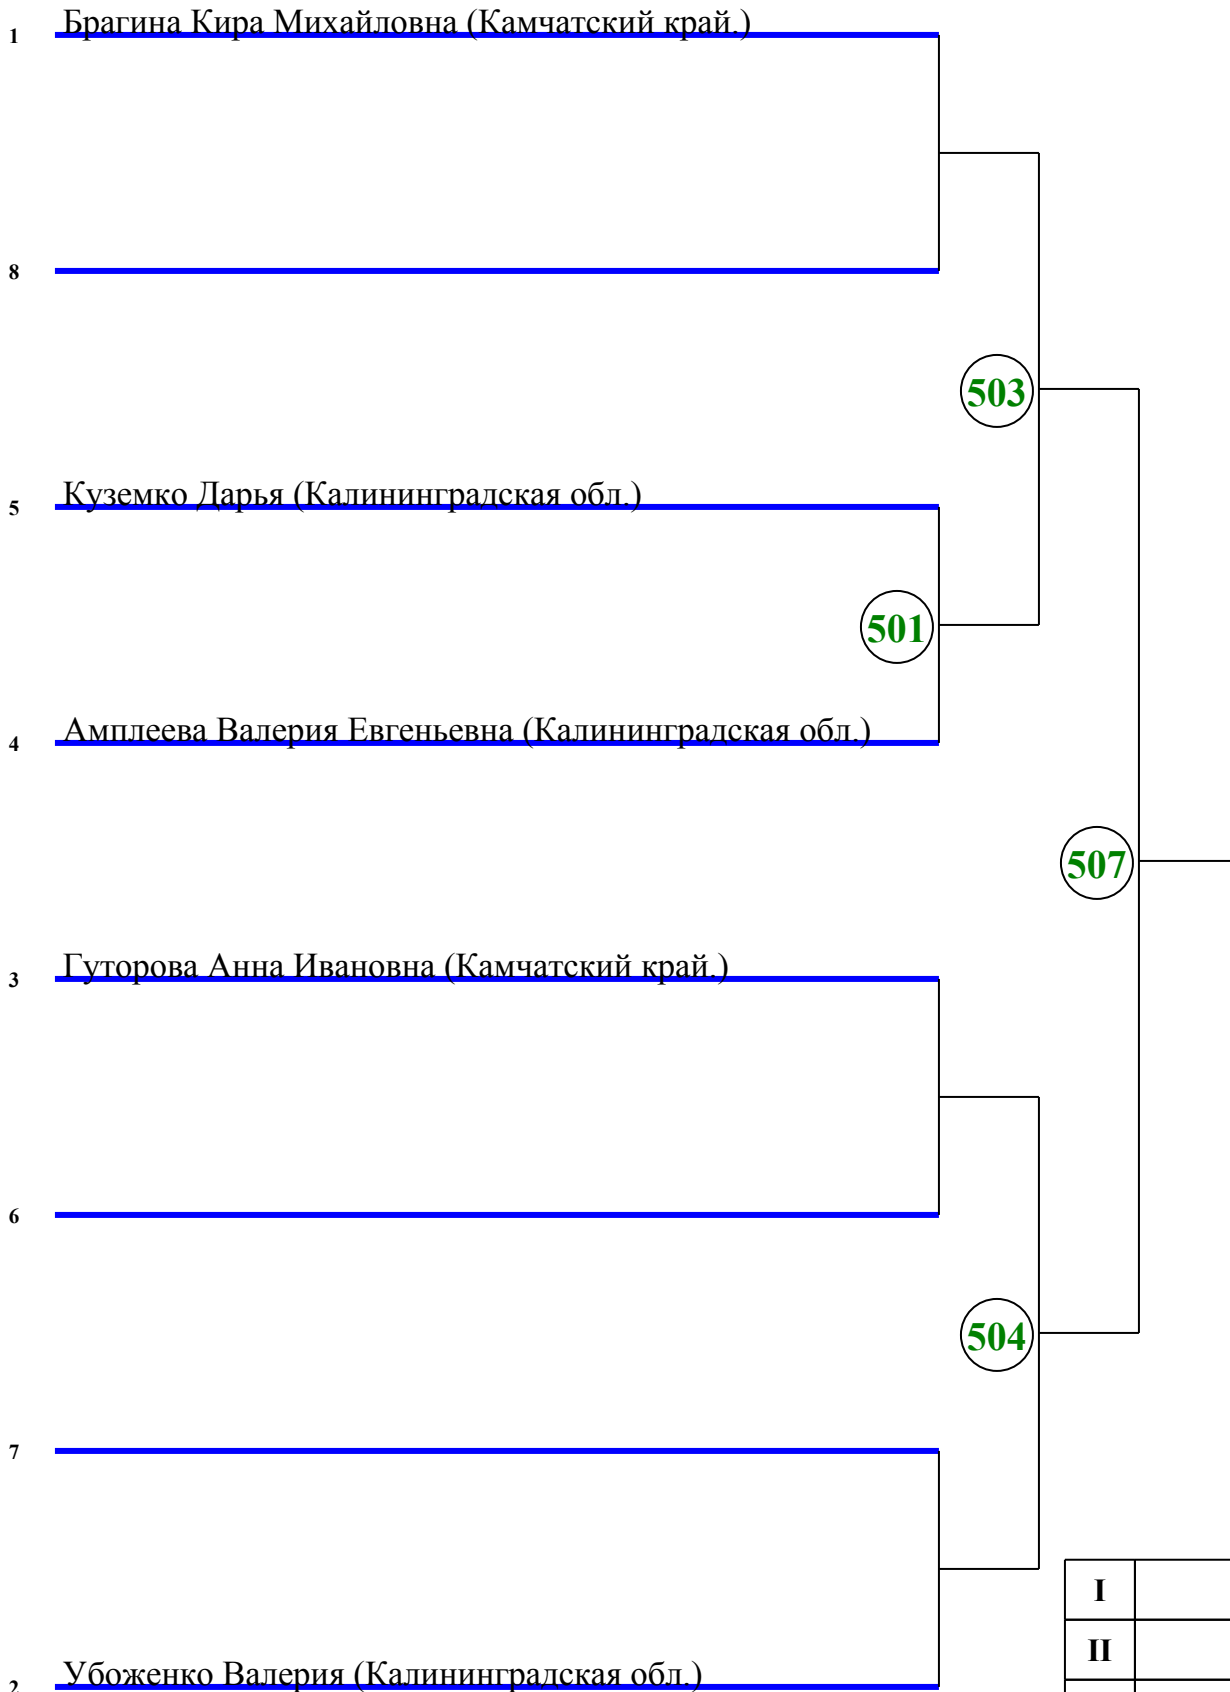 1 Брагина Кира Михайловна (Камчатский край.)
8
503
5 Куземко Дарья (Калининградская обл.)
501
4 Амплеева Валерия Евгеньевна (Калининградская обл.)
507
3 Гуторова Анна Ивановна (Камчатский край.)
6
504
7
I
II
2 Убоженко Валерия (Калининградская обл.)